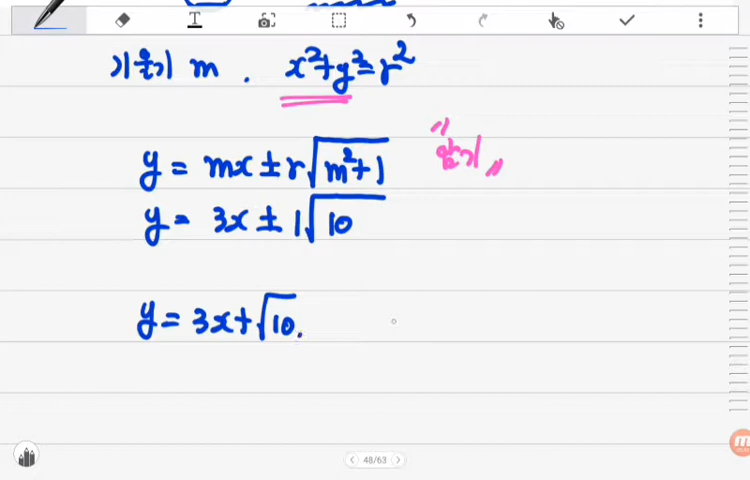 기울기 m . x²+y²=r²
y = mx ± r√(m²+1) "암기"
y = 3x ± 1√10
y = 3x+√10.
48/63